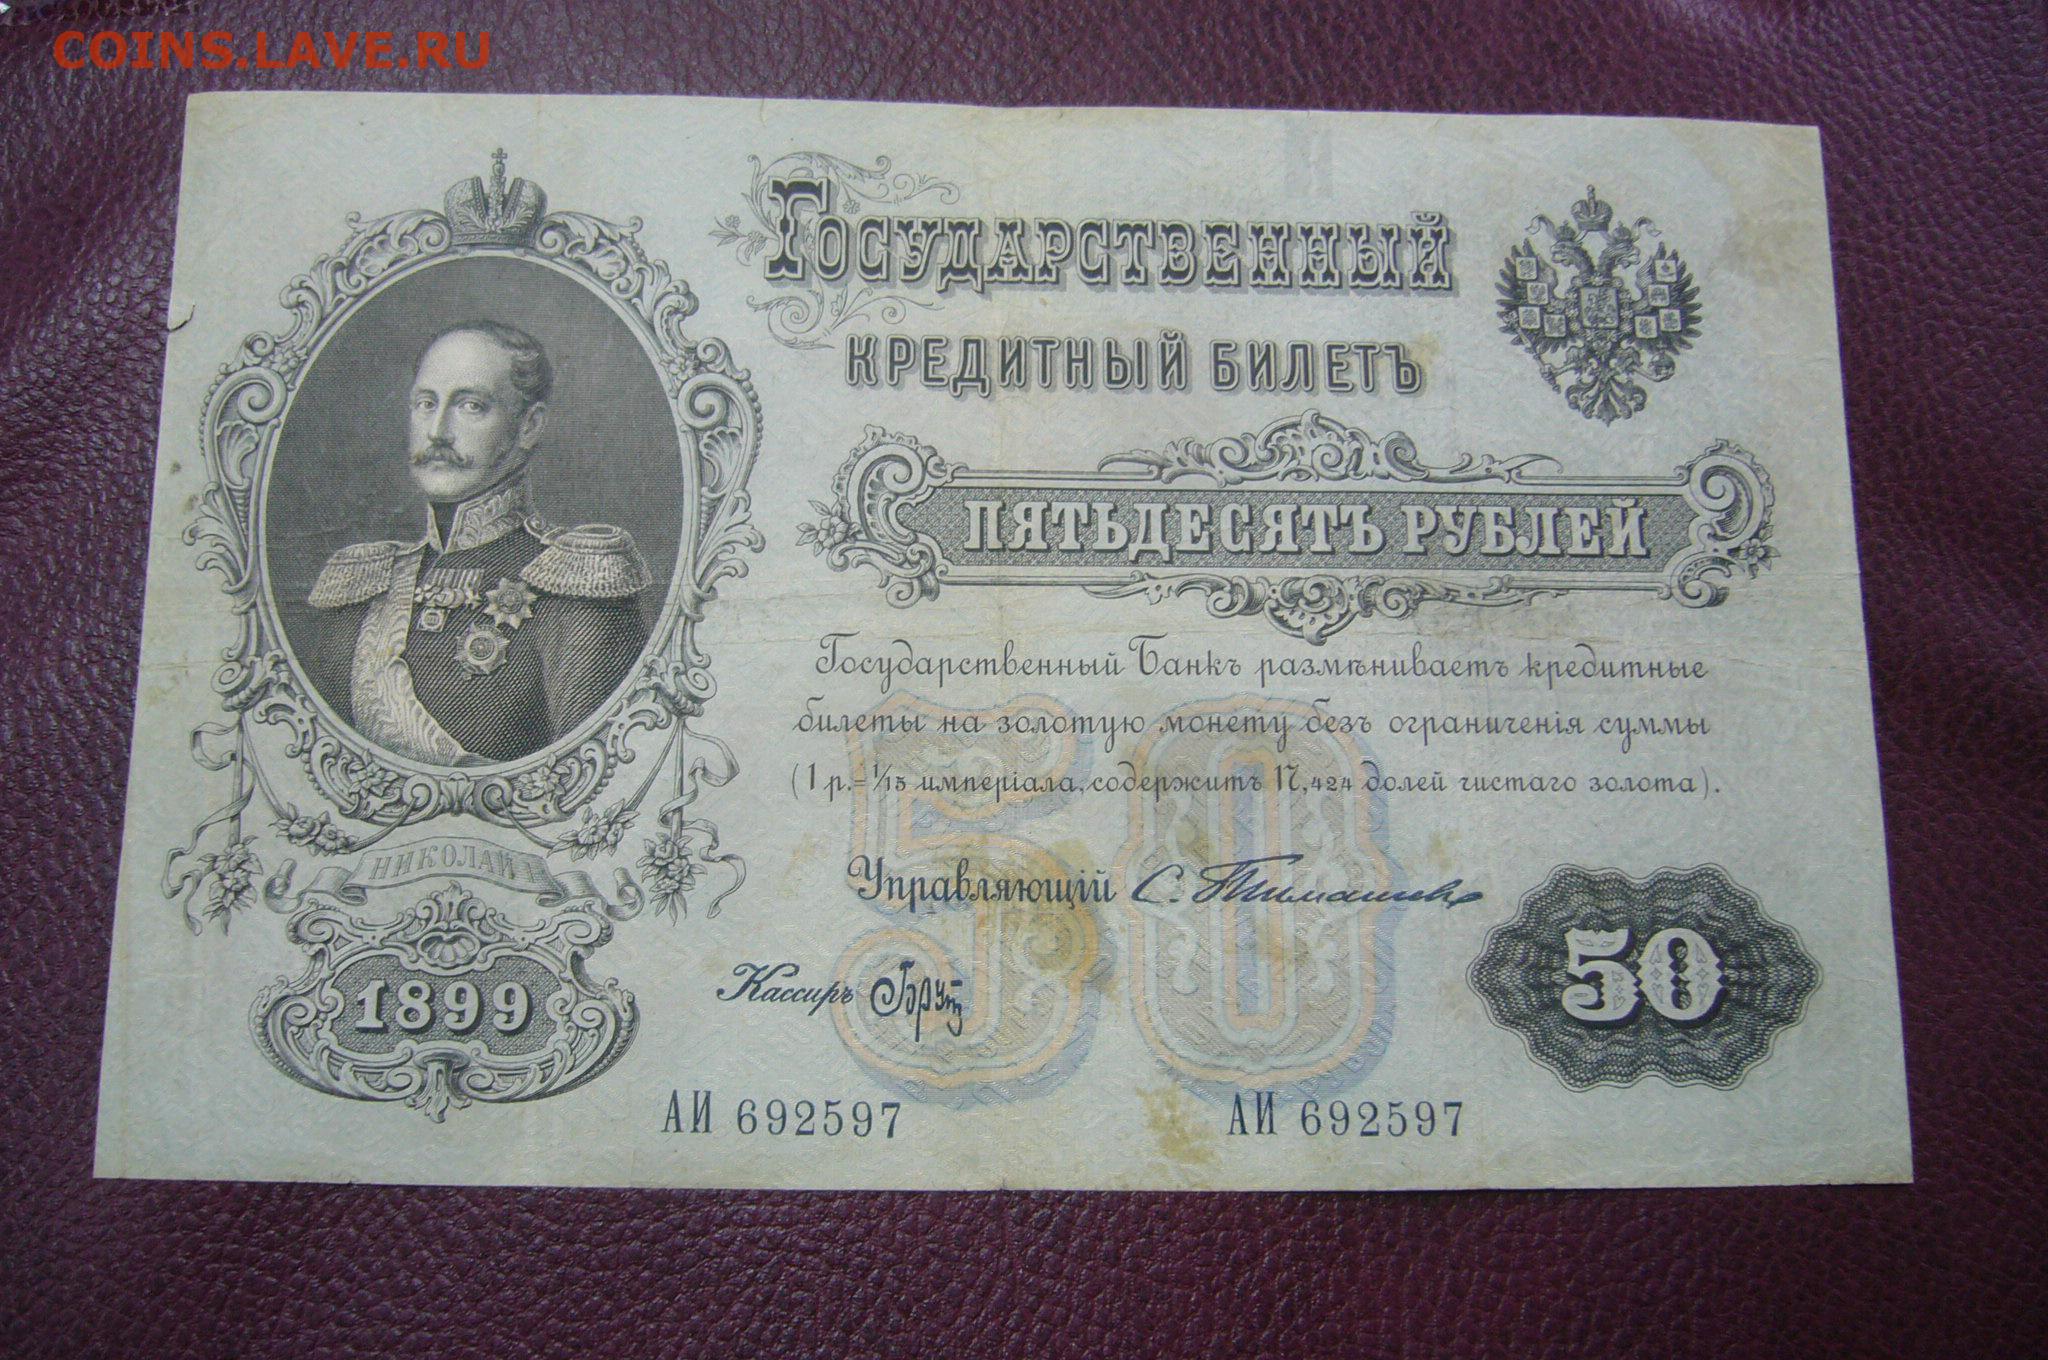 COINS.LAVE.RU
ГОСУДАРСТВЕННЫЙ
КРЕДИТНЫЙ БИЛЕТЪ
ПЯТЬДЕСЯТЪ РУБЛЕЙ
Государственный Банкъ размѣниваетъ кредитные
билеты на золотую монету безъ ограниченія суммы
(1 р.=1/15 имперіала, содержитъ 17,424 долей чистаго золота).
Управляющій С. Тимашевъ
Кассиръ
50
НИКОЛАЙ I
1899
50
АИ 692597
АИ 692597